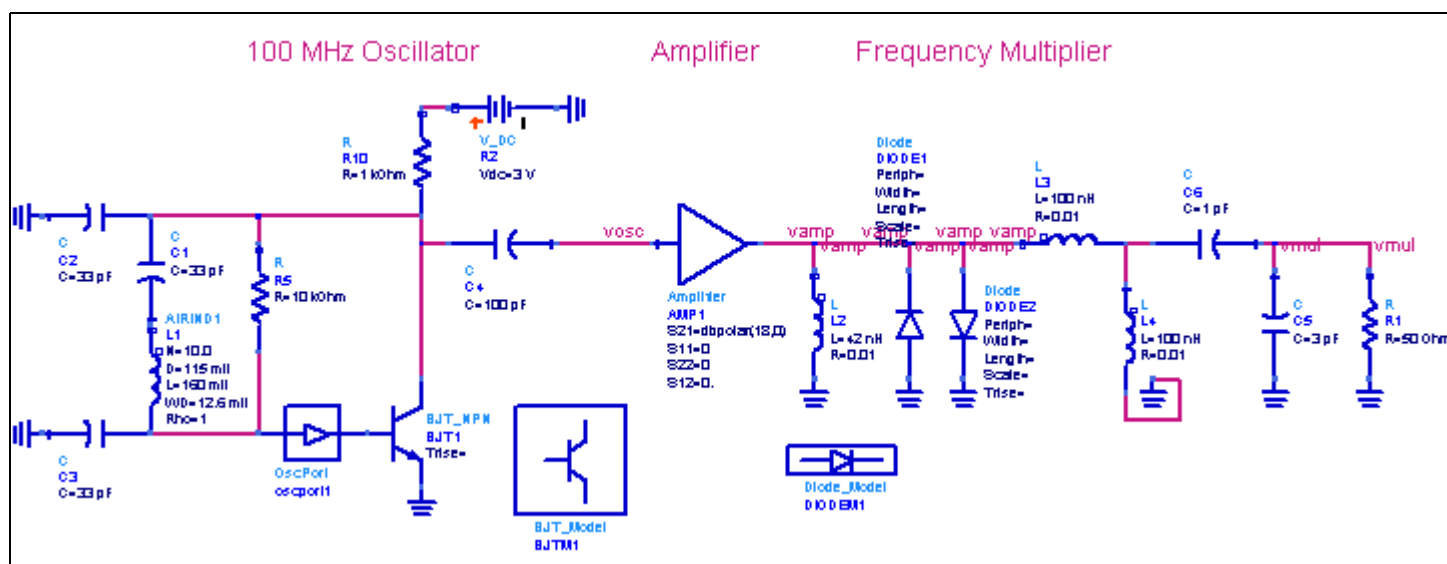 100 MHz Oscillator
Amplifier
Frequency Multiplier
R
R10
R=1 kOhm
V_DC
R2
Vdc=3 V
C
C2
C=33 pF
C
C1
C=33 pF
AIRIND1
L1
N=10.0
D=115 mil
L=160 mil
WD=12.6 mil
Rho=1
R
R5
R=10 kOhm
C
C3
C=33 pF
OscPort
oscport1
BJT_NPN
BJT1
Trise=
C
C4
C=100 pF
BJT_Model
BJTM1
vosc
Amplifier
AMP1
S21=dbpolar(18,0)
S11=0
S22=0
S12=0.
vamp
vamp
vamp
vamp
vamp
vamp
vamp
L
L2
L=42 nH
R=0.01
Diode
DIODE1
Periph=
Width=
Length=
Scale=
Trise=
Diode
DIODE2
Periph=
Width=
Length=
Scale=
Trise=
Diode_Model
DIODEM1
L
L3
L=100 nH
R=0.01
L
L4
L=100 nH
R=0.01
C
C6
C=1 pF
vmul
vmul
C
C5
C=3 pF
R
R1
R=50 Ohm